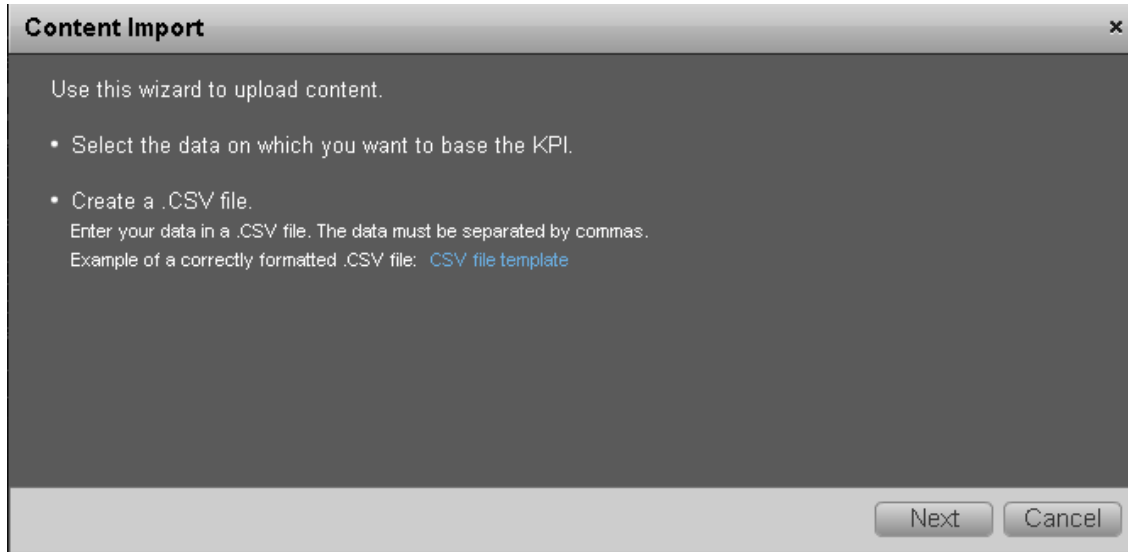 Content Import
×
Use this wizard to upload content.
• Select the data on which you want to base the KPI.
• Create a .CSV file.
Enter your data in a .CSV file. The data must be separated by commas.
Example of a correctly formatted .CSV file: CSV file template
Next Cancel